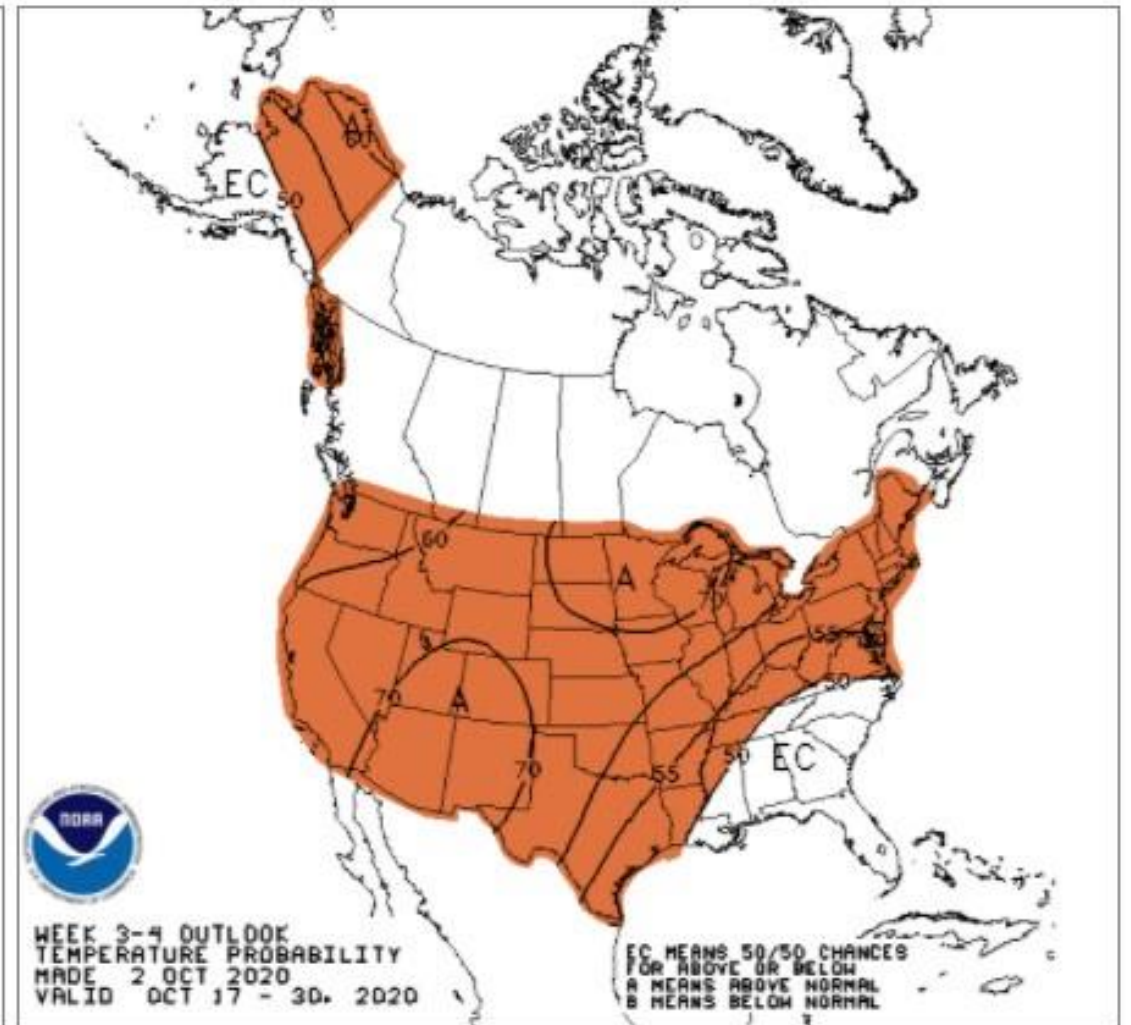 A
EC
50
60
A
A
70
70
55
50
55
50
EC
NOAA
WEEK 3-4 OUTLOOK
TEMPERATURE PROBABILITY
MADE 2 OCT 2020
VALID OCT 17 - 30, 2020
EC MEANS 50/50 CHANCES
FOR ABOVE OR BELOW
A MEANS ABOVE NORMAL
B MEANS BELOW NORMAL